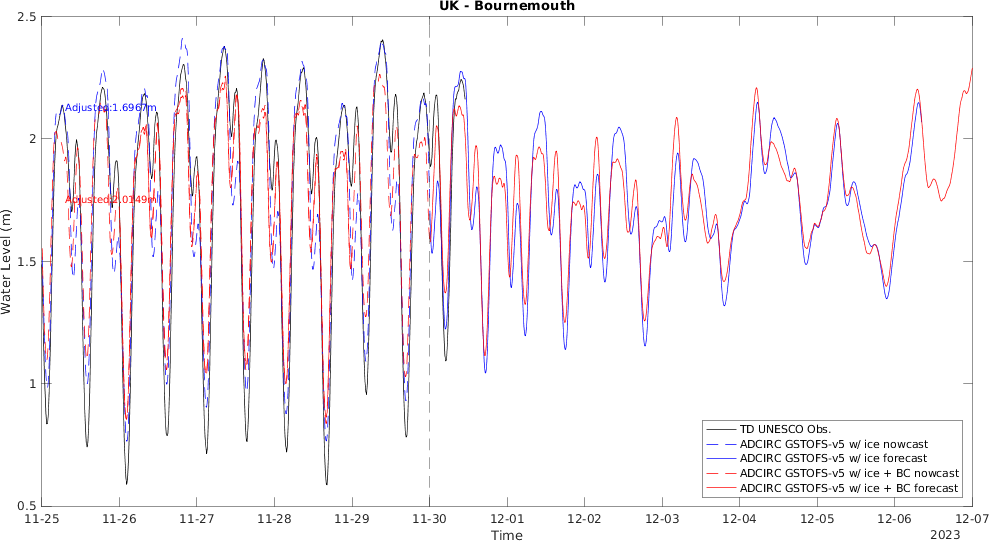 UK - Bournemouth
2.5
2
1.5
1
0.5
Water Level (m)
Adjusted:1.6967m
Adjusted:2.0149m
TD UNESCO Obs.
ADCIRC GSTOFS-v5 w/ ice nowcast
ADCIRC GSTOFS-v5 w/ ice forecast
ADCIRC GSTOFS-v5 w/ ice + BC nowcast
ADCIRC GSTOFS-v5 w/ ice + BC forecast
11-25 11-26 11-27 11-28 11-29 11-30 12-01 12-02 12-03 12-04 12-05 12-06 12-07
Time
2023